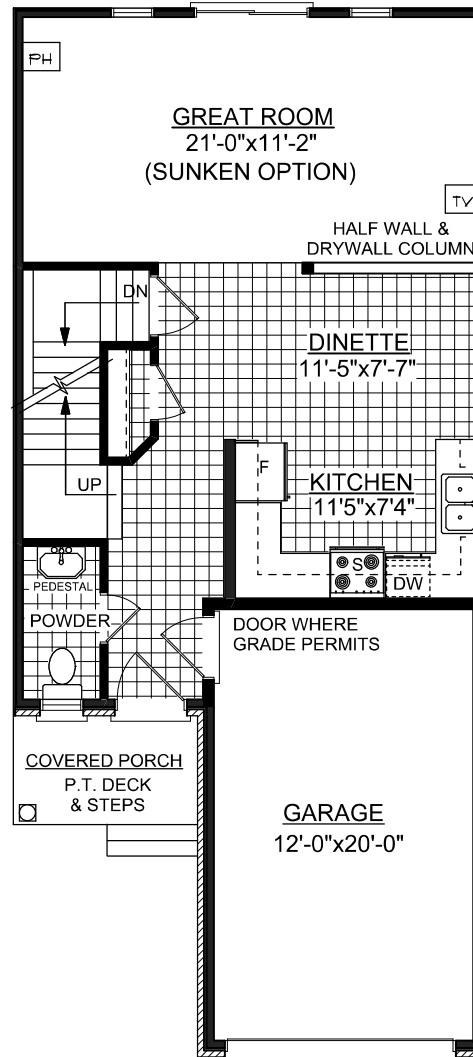 PH
GREAT ROOM
21'-0"x11'-2"
(SUNKEN OPTION)
TV
HALF WALL &
DRYWALL COLUMN
DN
DINETTE
11'-5"x7'-7"
F
KITCHEN
11'5"x7'4"
UP
S
DW
PEDESTAL
POWDER
DOOR WHERE
GRADE PERMITS
COVERED PORCH
P.T. DECK
& STEPS
GARAGE
12'-0"x20'-0"